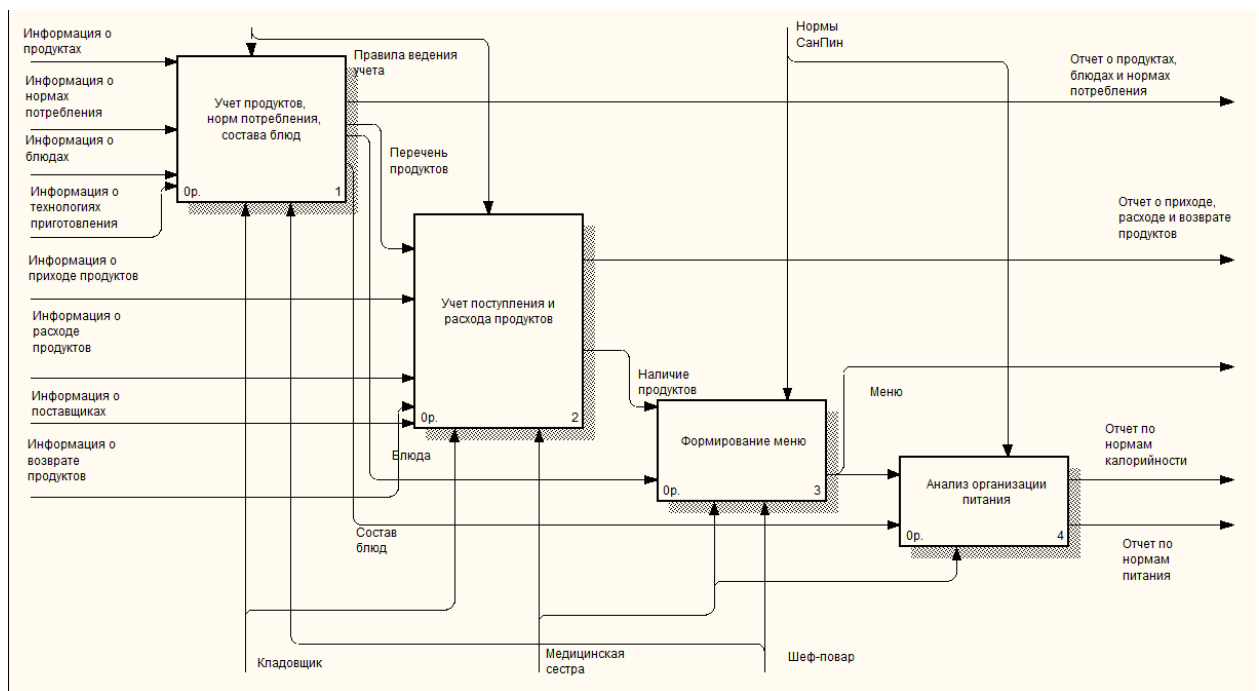 Информация о
продуктах
Информация о
нормах
потребления
Информация о
блюдах
Информация о
технологиях
приготовления
Информация о
приходе продуктов
Информация о
расходе
продуктов
Информация о
поставщиках
Информация о
возврате
продуктов
Правила ведения
учета
Нормы
СанПин
Учет продуктов,
норм потребления,
состава блюд
0р.
1
Перечень
продуктов
Учет поступления и
расхода продуктов
0р.
2
Наличие
продуктов
Блюда
Формирование меню
0р.
3
Состав
блюд
Анализ организации
питания
0р.
4
Отчет о продуктах,
блюдах и нормах
потребления
Отчет о приходе,
расходе и возврате
продуктов
Меню
Отчет по
нормам
калорийности
Отчет по
нормам
питания
Кладовщик
Медицинская
сестра
Шеф-повар